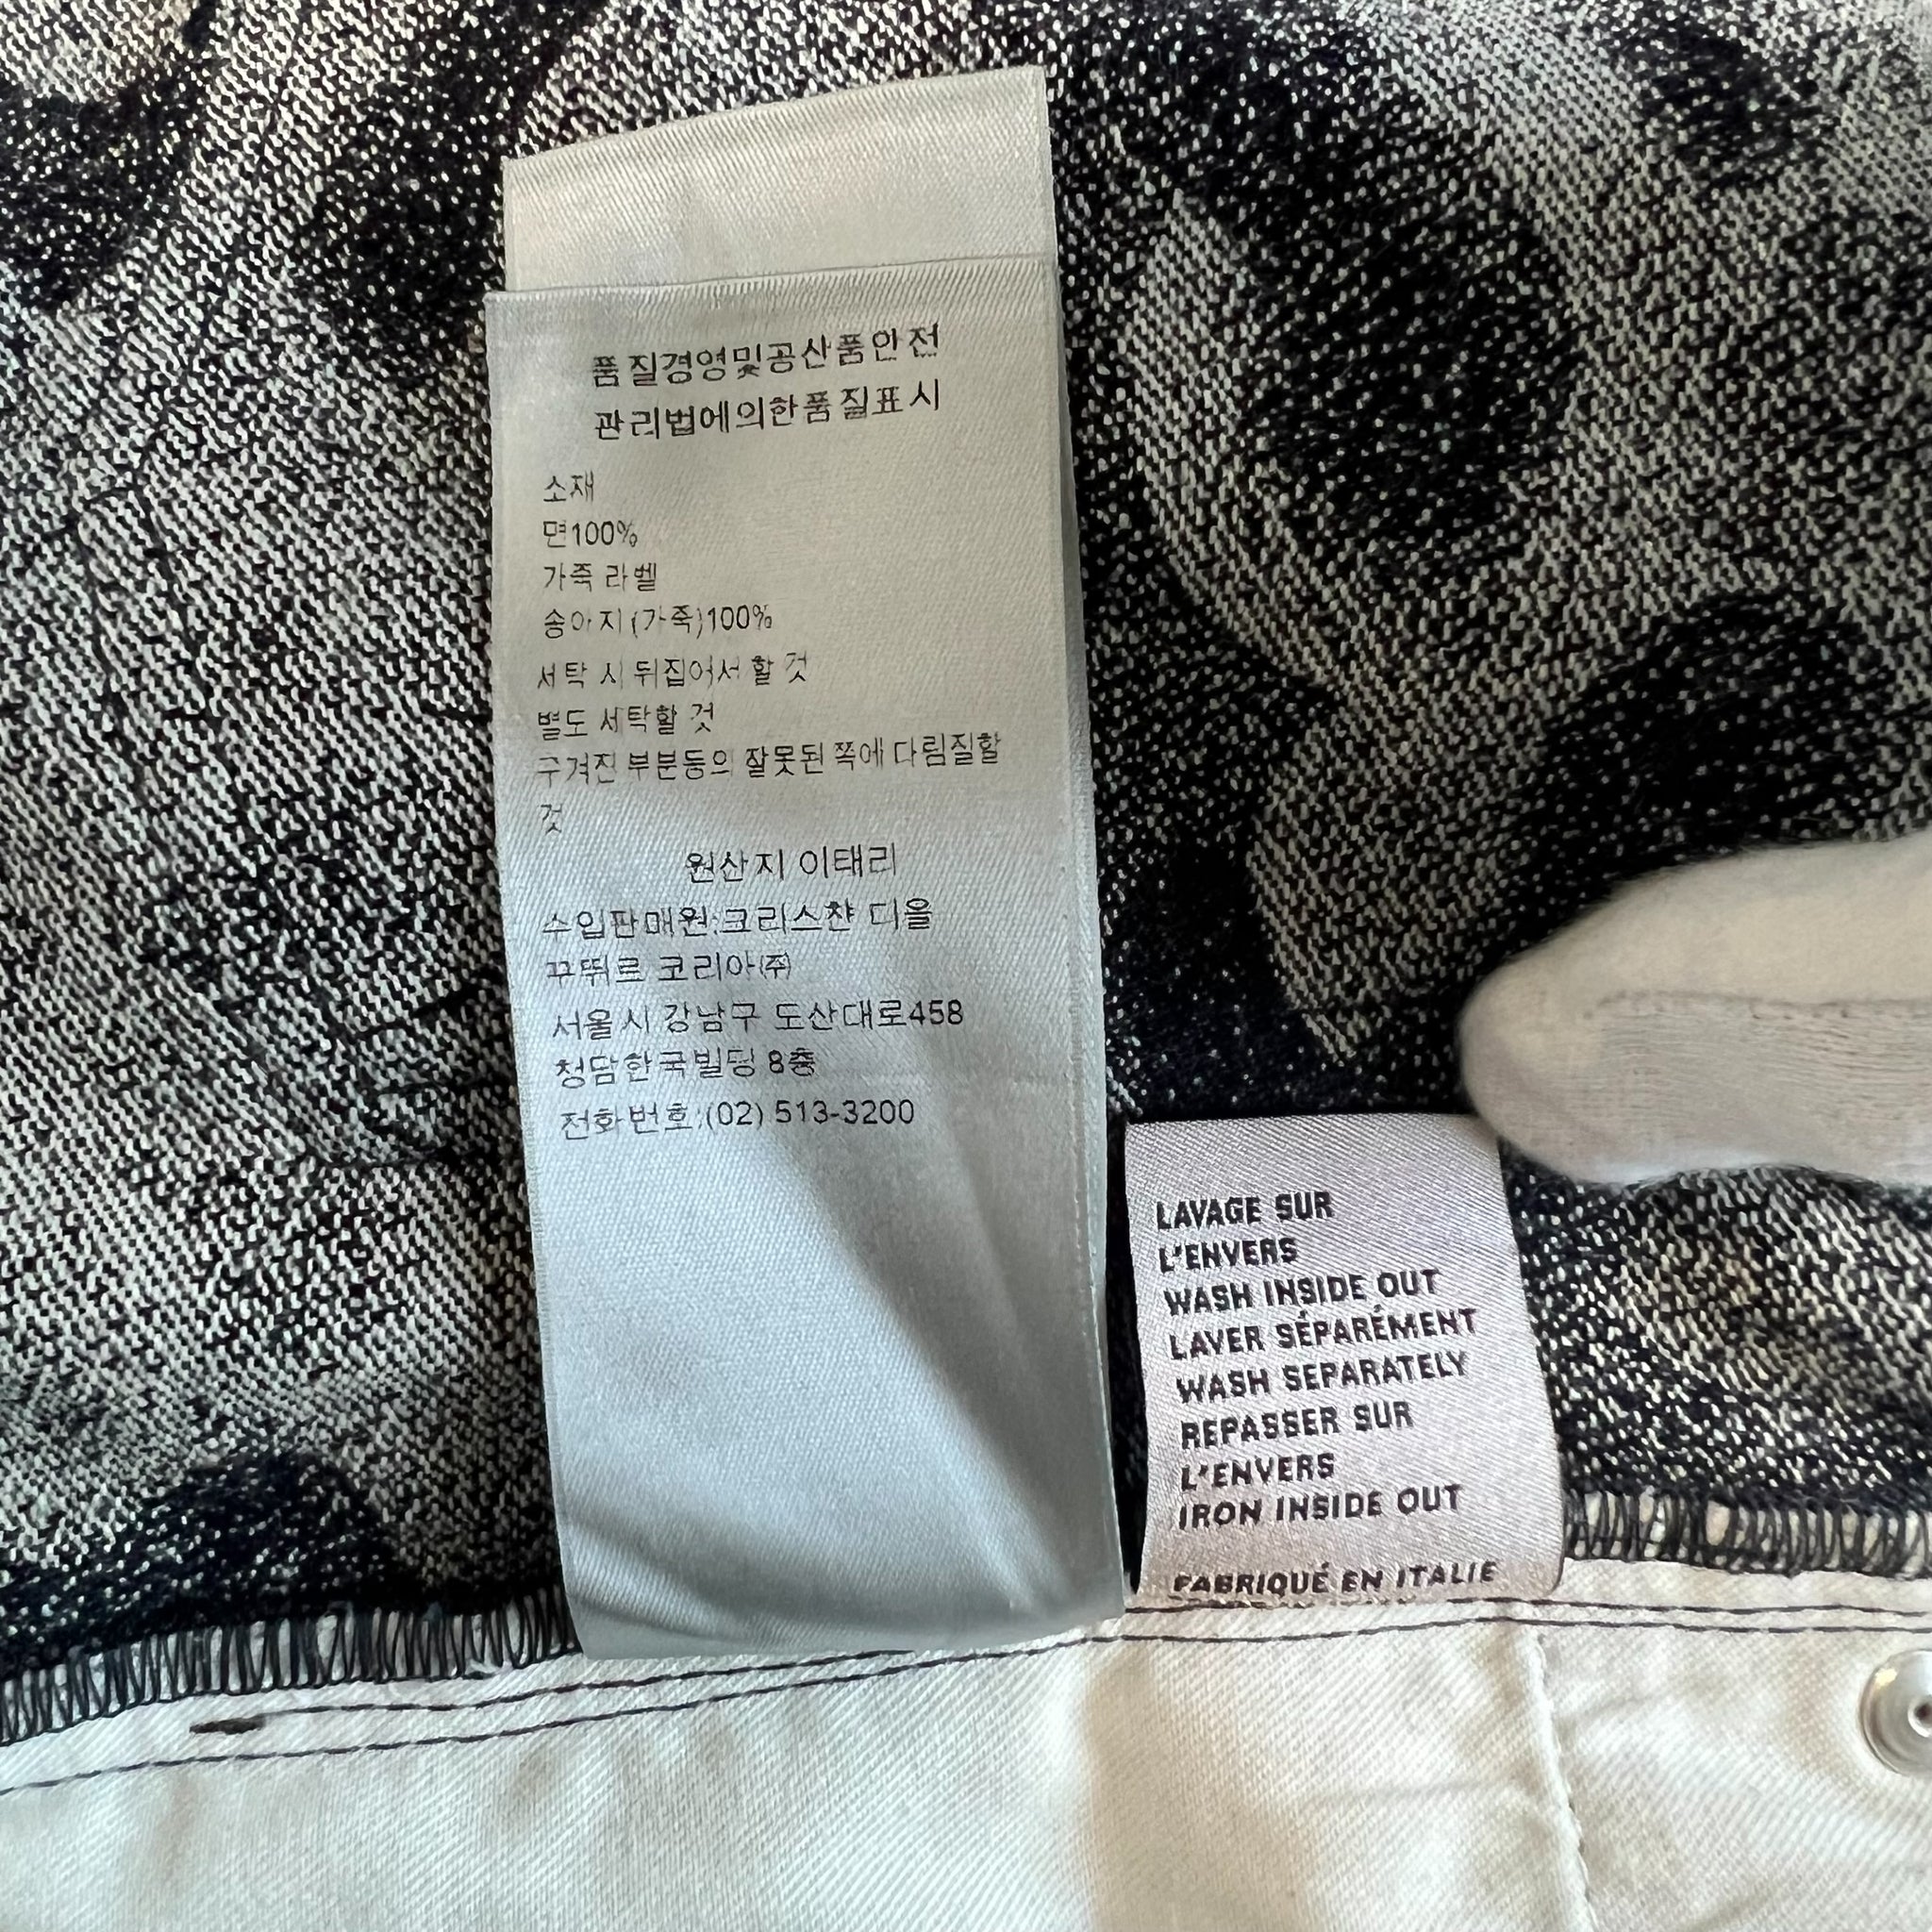 품질경영및공산품안전
관리법에의한품질표시
소재
면100%
가죽 라벨
송아지(가죽)100%
세탁 시 뒤집어서 할 것
별도 세탁할 것
구겨진 부분등의 잘못된 쪽에 다림질할
것
원산지 이태리
수입판매원:크리스챤 디올
꾸뛰르 코리아㈜
서울시 강남구 도산대로458
청담한국빌딩 8층
전화번호:(02) 513-3200
LAVAGE SUR
L'ENVERS
WASH INSIDE OUT
LAVER SÉPARÉMENT
WASH SEPARATELY
REPASSER SUR
L'ENVERS
IRON INSIDE OUT
FABRIQUÉ EN ITALIE